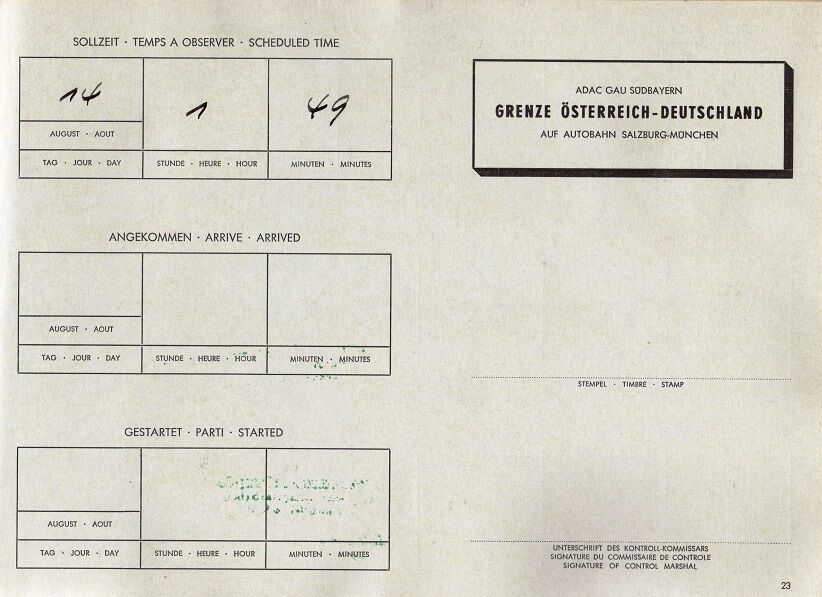 SOLLZEIT · TEMPS A OBSERVER · SCHEDULED TIME
14
1
49
AUGUST · AOUT
TAG · JOUR · DAY
STUNDE · HEURE · HOUR
MINUTEN · MINUTES
ANGEKOMMEN · ARRIVE · ARRIVED
AUGUST · AOUT
TAG · JOUR · DAY
STUNDE · HEURE · HOUR
MINUTEN · MINUTES
GESTARTET · PARTI · STARTED
AUGUST · AOUT
TAG · JOUR · DAY
STUNDE · HEURE · HOUR
MINUTEN · MINUTES
ADAC GAU SÜDBAYERN
GRENZE ÖSTERREICH-DEUTSCHLAND
AUF AUTOBAHN SALZBURG-MÜNCHEN
STEMPEL · TIMBRE · STAMP
UNTERSCHRIFT DES KONTROLL-KOMMISSARS
SIGNATURE DU COMMISSAIRE DE CONTROLE
SIGNATURE OF CONTROL MARSHAL
23